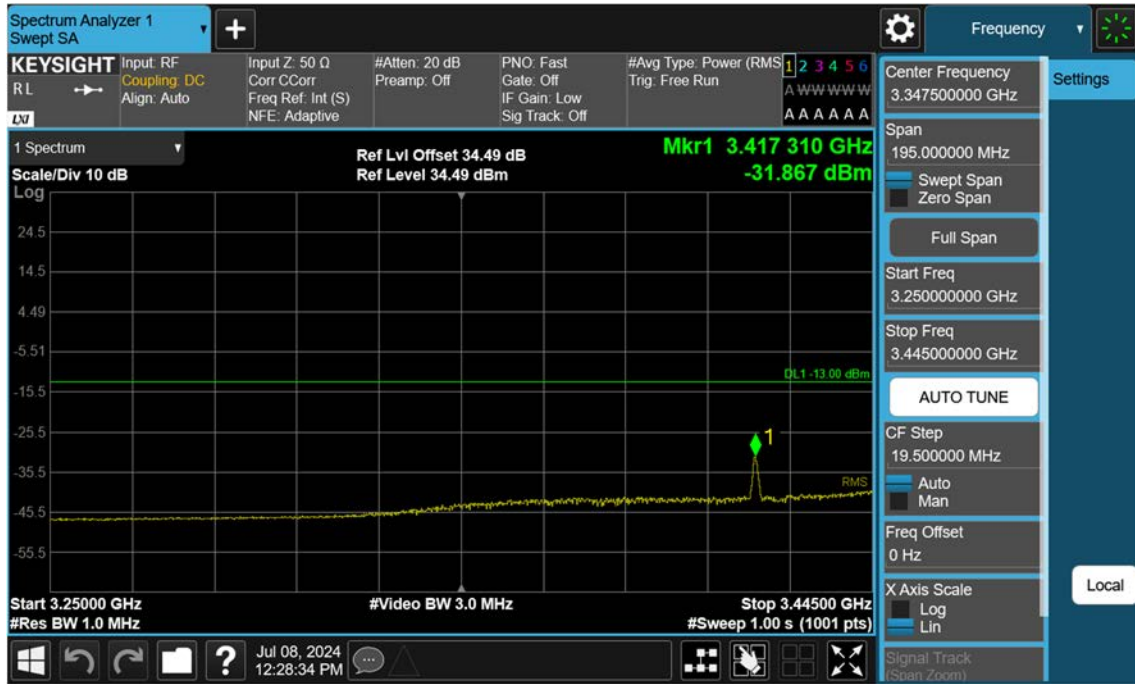 Spectrum Analyzer 1
Swept SA
+
Frequency
KEYSIGHT
R L
LXI
Input: RF
Coupling: DC
Align: Auto
Input Z: 50 Ω
Corr CCorr
Freq Ref: Int (S)
NFE: Adaptive
#Atten: 20 dB
Preamp: Off
PNO: Fast
Gate: Off
IF Gain: Low
Sig Track: Off
#Avg Type: Power (RMS
Trig: Free Run
1 2 3 4 5 6
A W W W W W
A A A A A A
1 Spectrum
Scale/Div 10 dB
Log
Ref Lvl Offset 34.49 dB
Ref Level 34.49 dBm
Mkr1 3.417 310 GHz
-31.867 dBm
24.5
14.5
4.49
-5.51
DL1 -13.00 dBm
-15.5
-25.5
1
-35.5
RMS
-45.5
-55.5
Start 3.25000 GHz
#Res BW 1.0 MHz
#Video BW 3.0 MHz
Stop 3.44500 GHz
#Sweep 1.00 s (1001 pts)
Center Frequency
3.347500000 GHz
Settings
Span
195.000000 MHz
Swept Span
Zero Span
Full Span
Start Freq
3.250000000 GHz
Stop Freq
3.445000000 GHz
AUTO TUNE
CF Step
19.500000 MHz
Auto
Man
Freq Offset
0 Hz
X Axis Scale
Log
Lin
Local
Signal Track
(Span Zoom)
?
Jul 08, 2024
12:28:34 PM